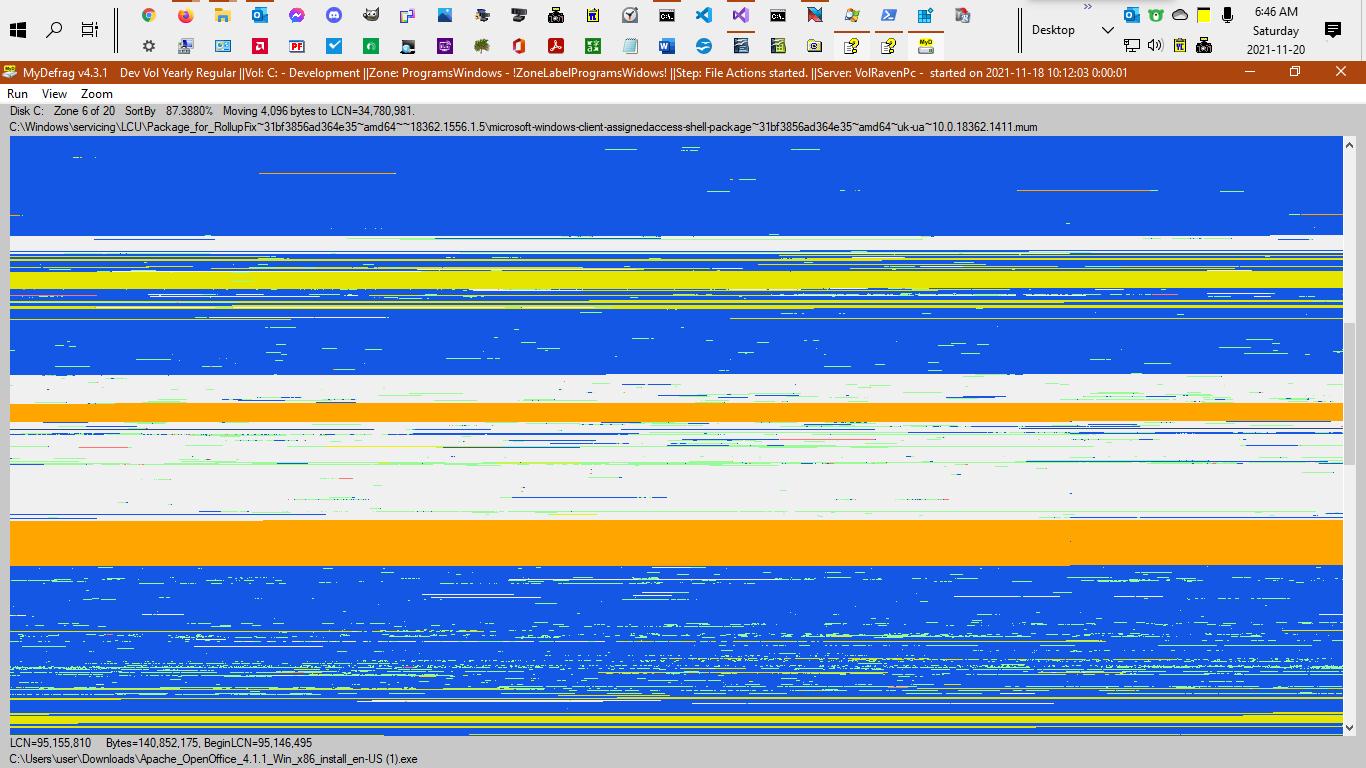 6:46 AM
Desktop
Saturday
2021-11-20
MyDefrag v4.3.1 Dev Vol Yearly Regular ||Vol: C: - Development ||Zone: ProgramsWindows - !ZoneLabelProgramsWidows! ||Step: File Actions started. ||Server: VolRavenPc - started on 2021-11-18 10:12:03 0:00:01
Run View Zoom
Disk C: Zone 6 of 20 SortBy 87.3880% Moving 4,096 bytes to LCN=34,780,981.
C:\Windows\servicing\LCU\Package_for_RollupFix~31bf3856ad364e35~amd64~~18362.1556.1.5\microsoft-windows-client-assignedaccess-shell-package~31bf3856ad364e35~amd64~uk-ua~10.0.18362.1411.mum
LCN=95,155,810 Bytes=140,852,175, BeginLCN=95,146,495
C:\Users\user\Downloads\Apache_OpenOffice_4.1.1_Win_x86_install_en-US (1).exe